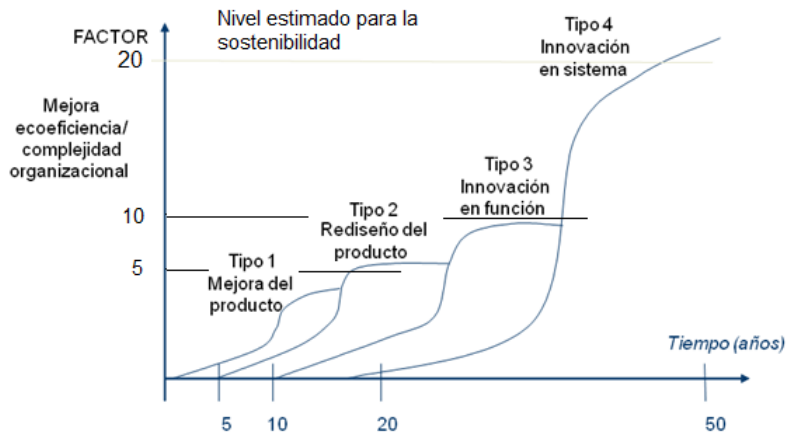 Nivel estimado para la
sostenibilidad
FACTOR
20
Mejora
ecoeficiencia/
complejidad
organizacional
10
5
Tipo 1
Mejora del
producto
Tipo 2
Rediseño del
producto
Tipo 3
Innovación
en función
Tipo 4
Innovación
en sistema
Tiempo (años)
5
10
20
50